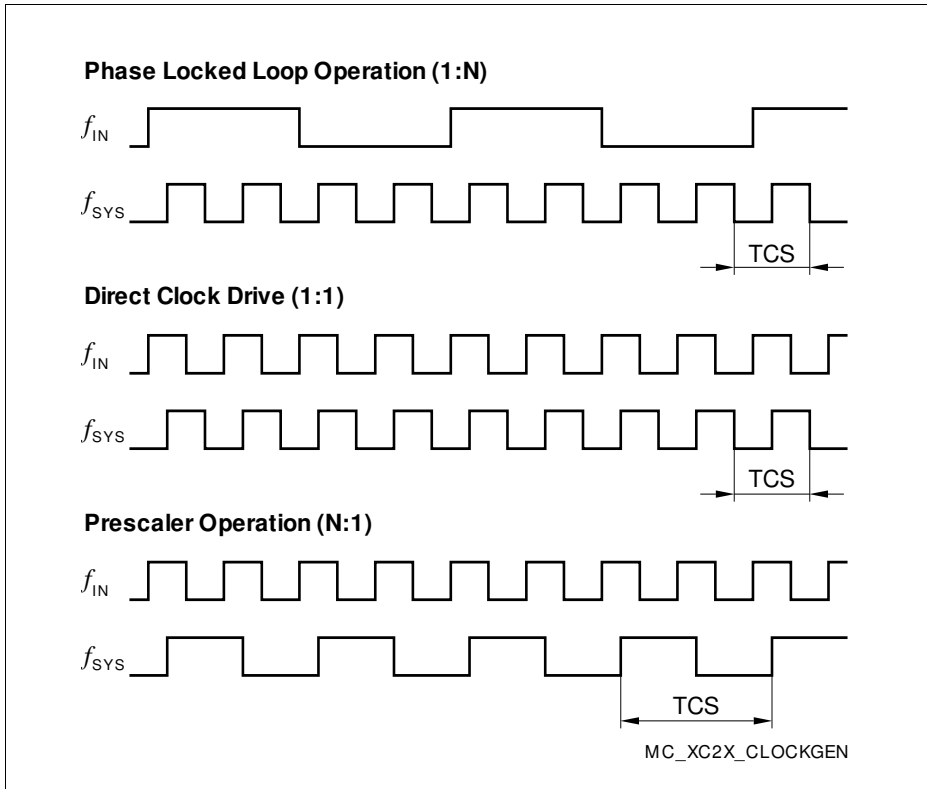 Phase Locked Loop Operation (1:N)
fIN
fSYS
TCS
Direct Clock Drive (1:1)
fIN
fSYS
TCS
Prescaler Operation (N:1)
fIN
fSYS
TCS
MC_XC2X_CLOCKGEN